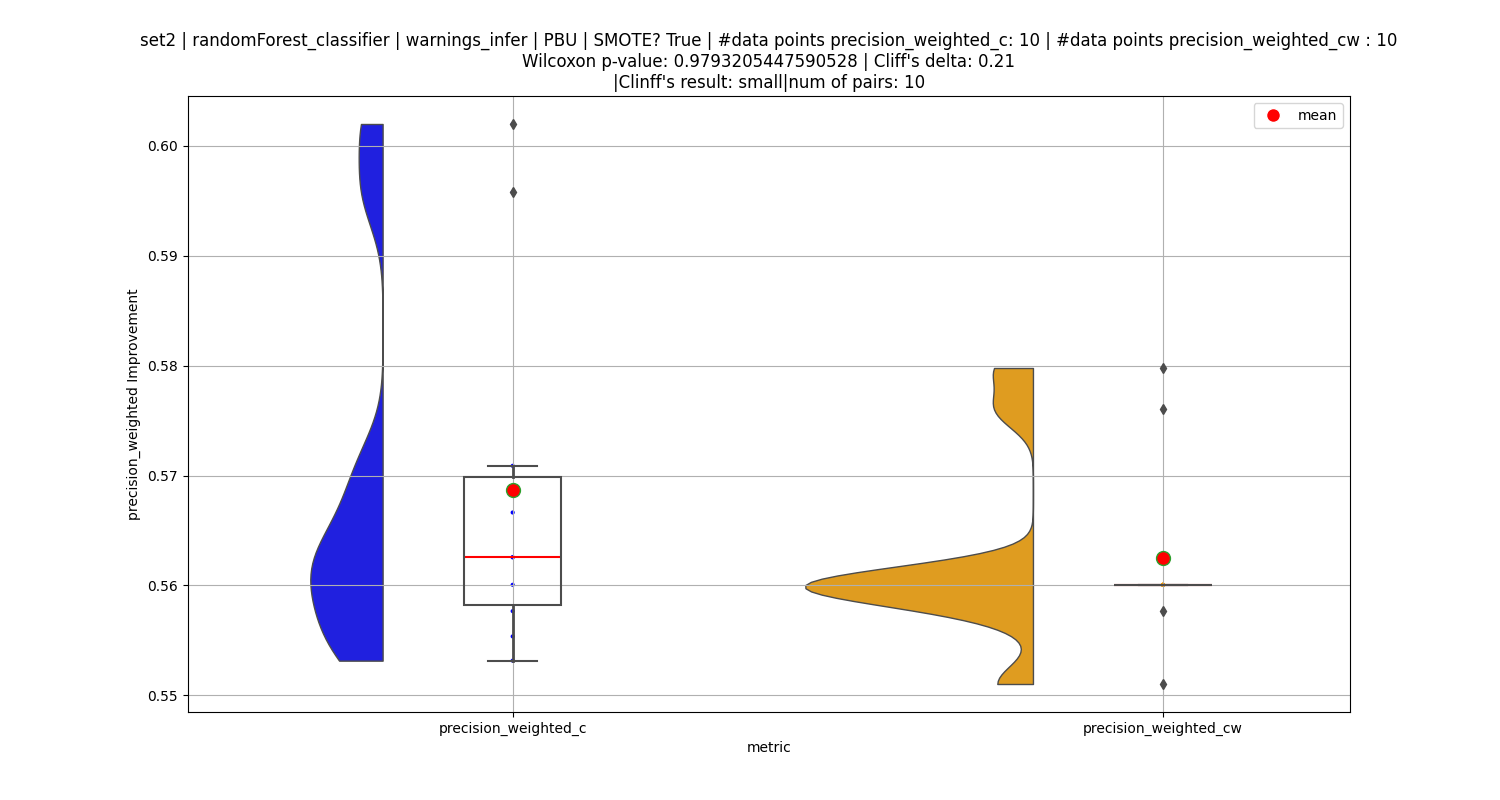 set2 | randomForest_classifier | warnings_infer | PBU | SMOTE? True | #data points precision_weighted_c: 10 | #data points precision_weighted_cw : 10
Wilcoxon p-value: 0.9793205447590528 | Cliff's delta: 0.21
|Clinff's result: small|num of pairs: 10
mean
0.60
0.59
0.58
0.57
0.56
0.55
precision_weighted Improvement
precision_weighted_c
precision_weighted_cw
metric